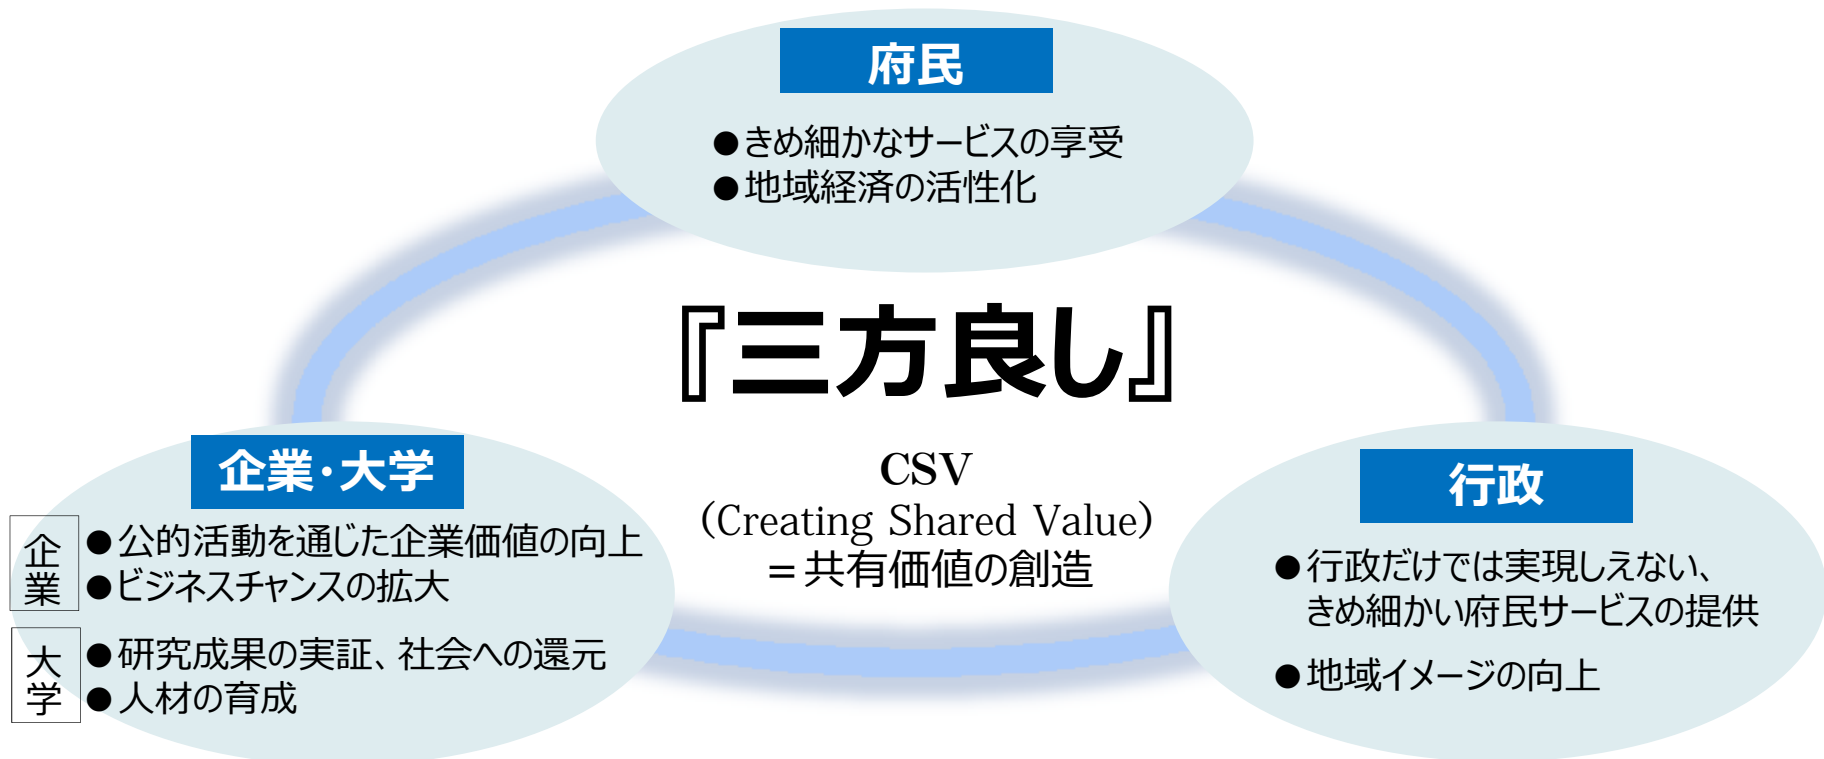 府民
●きめ細かなサービスの享受
●地域経済の活性化
『三方良し』
CSV
（Creating Shared Value）
＝共有価値の創造
企業・大学
企業
●公的活動を通じた企業価値の向上
●ビジネスチャンスの拡大
大学
●研究成果の実証、社会への還元
●人材の育成
行政
●行政だけでは実現しえない、
きめ細かい府民サービスの提供
●地域イメージの向上